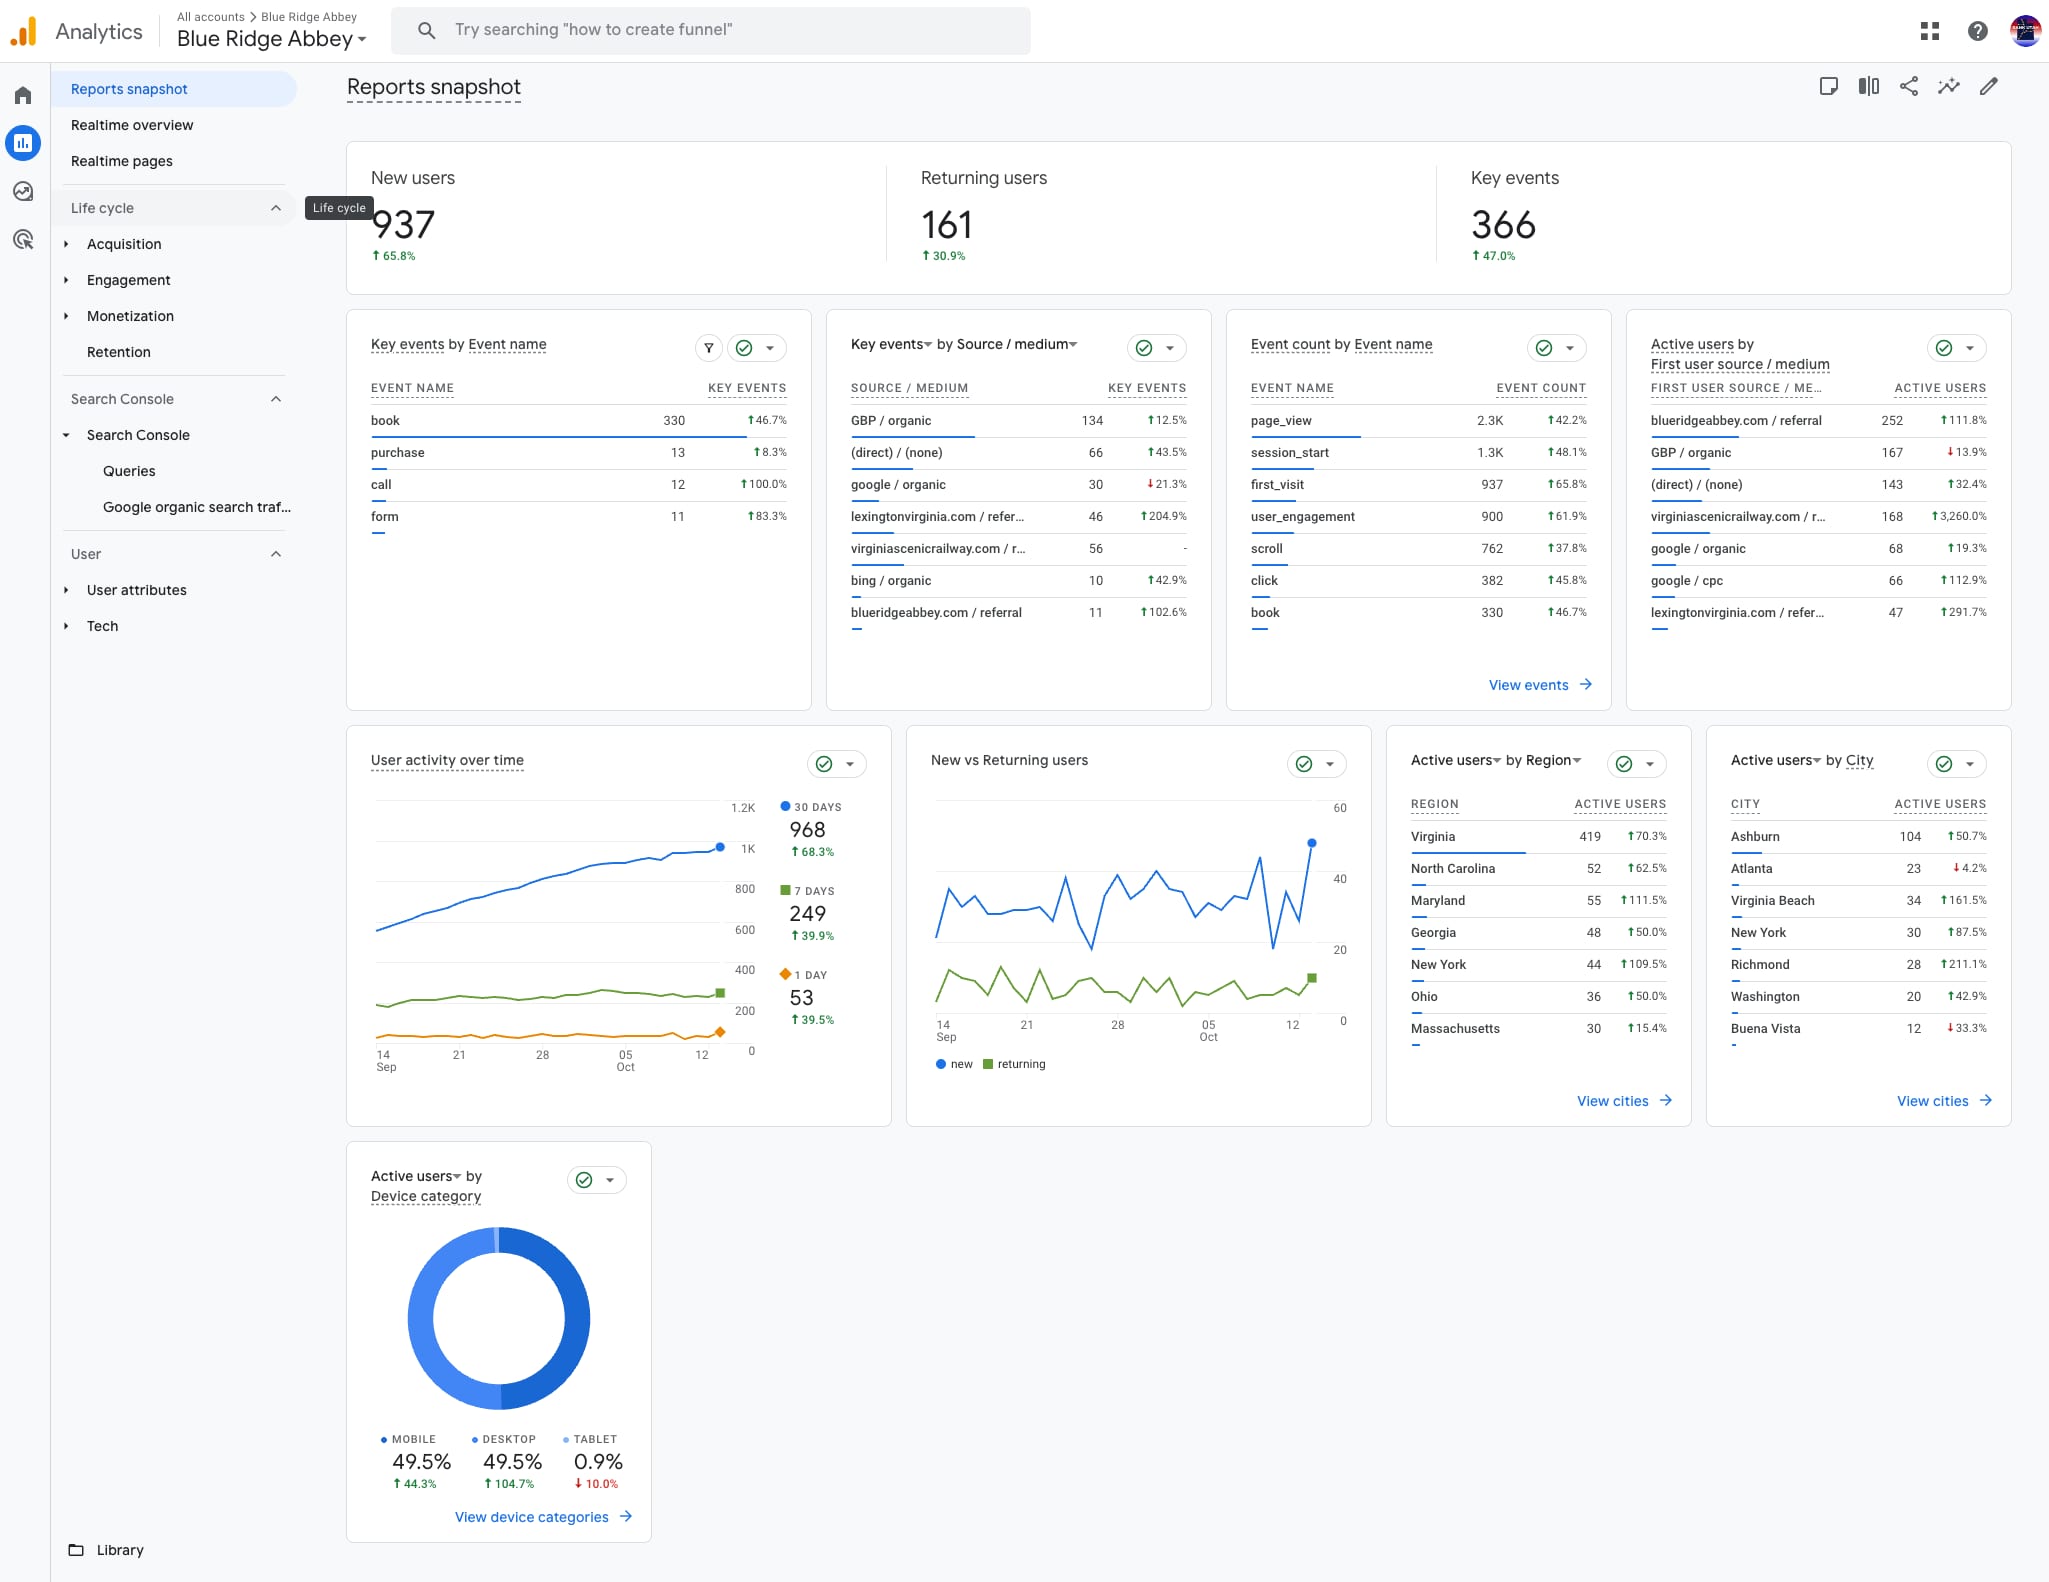 Analytics
All accounts > Blue Ridge Abbey
Blue Ridge Abbey
Try searching "how to create funnel"
Reports snapshot
Realtime overview
Realtime pages
Life cycle
Acquisition
Engagement
Monetization
Retention
Search Console
Search Console
Queries
Google organic search traf...
User
User attributes
Tech
Library
Life cycle
Reports snapshot
New users
937
65.8%
Returning users
161
30.9%
Key events
366
47.0%
Key events by Event name
EVENT NAME KEY EVENTS
book 330 46.7%
purchase 13 8.3%
call 12 100.0%
form 11 83.3%
Key events by Source / medium
SOURCE / MEDIUM KEY EVENTS
GBP / organic 134 12.5%
(direct) / (none) 66 43.5%
google / organic 30 21.3%
lexingtonvirginia.com / refer... 46 204.9%
virginiascenicrailway.com / r... 56 -
bing / organic 10 42.9%
blueridgeabbey.com / referral 11 102.6%
Event count by Event name
EVENT NAME EVENT COUNT
page_view 2.3K 42.2%
session_start 1.3K 48.1%
first_visit 937 65.8%
user_engagement 900 61.9%
scroll 762 37.8%
click 382 45.8%
book 330 46.7%
View events
Active users by
First user source / medium
FIRST USER SOURCE / ME... ACTIVE USERS
blueridgeabbey.com / referral 252 111.8%
GBP / organic 167 13.9%
(direct) / (none) 143 32.4%
virginiascenicrailway.com / r... 168 3,260.0%
google / organic 68 19.3%
google / cpc 66 112.9%
lexingtonvirginia.com / refer... 47 291.7%
User activity over time
1.2K
1K
800
600
400
200
0
14 21 28 05 12
Sep Oct
30 DAYS
968
68.3%
7 DAYS
249
39.9%
1 DAY
53
39.5%
New vs Returning users
60
40
20
0
14 21 28 05 12
Sep Oct
new returning
Active users by Region
REGION ACTIVE USERS
Virginia 419 70.3%
North Carolina 52 62.5%
Maryland 55 111.5%
Georgia 48 50.0%
New York 44 109.5%
Ohio 36 50.0%
Massachusetts 30 15.4%
View cities
Active users by City
CITY ACTIVE USERS
Ashburn 104 50.7%
Atlanta 23 4.2%
Virginia Beach 34 161.5%
New York 30 87.5%
Richmond 28 211.1%
Washington 20 42.9%
Buena Vista 12 33.3%
View cities
Active users by
Device category
MOBILE DESKTOP TABLET
49.5% 49.5% 0.9%
44.3% 104.7% 10.0%
View device categories